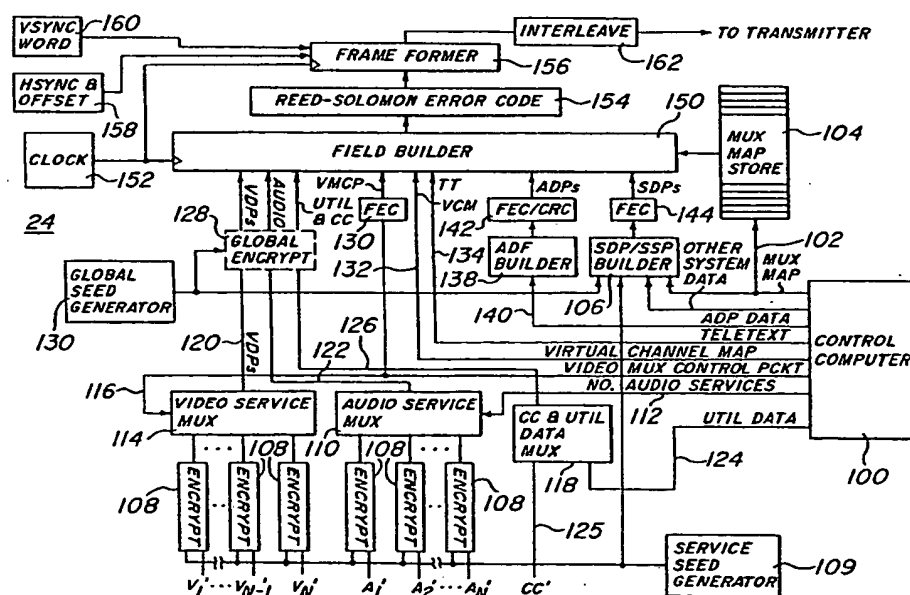 VSYNC WORD
160
HSYNC & OFFSET
158
CLOCK
152
24
FRAME FORMER
156
INTERLEAVE
162
TO TRANSMITTER
REED-SOLOMON ERROR CODE
154
150
FIELD BUILDER
MUX MAP STORE
104
VDPs
AUDIO
UTIL & CC
VMCP
TT
VCM
ADPs
SDPs
128
GLOBAL ENCRYPT
FEC
130
132
134
142
FEC/CRC
FEC
144
102
ADF BUILDER
138
SDP/SSP BUILDER
106
OTHER SYSTEM DATA
MUX MAP
GLOBAL SEED GENERATOR
130
120
VDPs
126
122
140
ADP DATA
TELETEXT
VIRTUAL CHANNEL MAP
VIDEO MUX CONTROL PCKT
NO. AUDIO SERVICES
112
UTIL DATA
CONTROL COMPUTER
100
116
VIDEO SERVICE MUX
114
AUDIO SERVICE MUX
110
CC & UTIL DATA MUX
118
124
108
108
108
108
ENCRYPT
ENCRYPT
ENCRYPT
ENCRYPT
ENCRYPT
ENCRYPT
125
SERVICE SEED GENERATOR
109
V1' ··· VN-1' VN' A1' A2' ··· AN' CC'